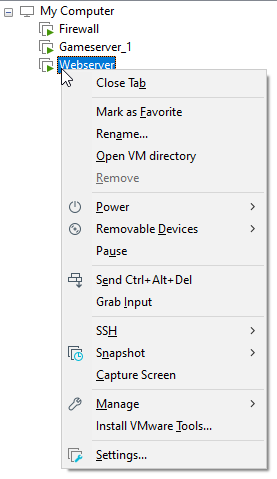 My Computer
Firewall
Gameserver_1
Webserver
Close Tab
Mark as Favorite
Rename...
Open VM directory
Remove
Power
Removable Devices
Pause
Send Ctrl+Alt+Del
Grab Input
SSH
Snapshot
Capture Screen
Manage
Install VMware Tools...
Settings...